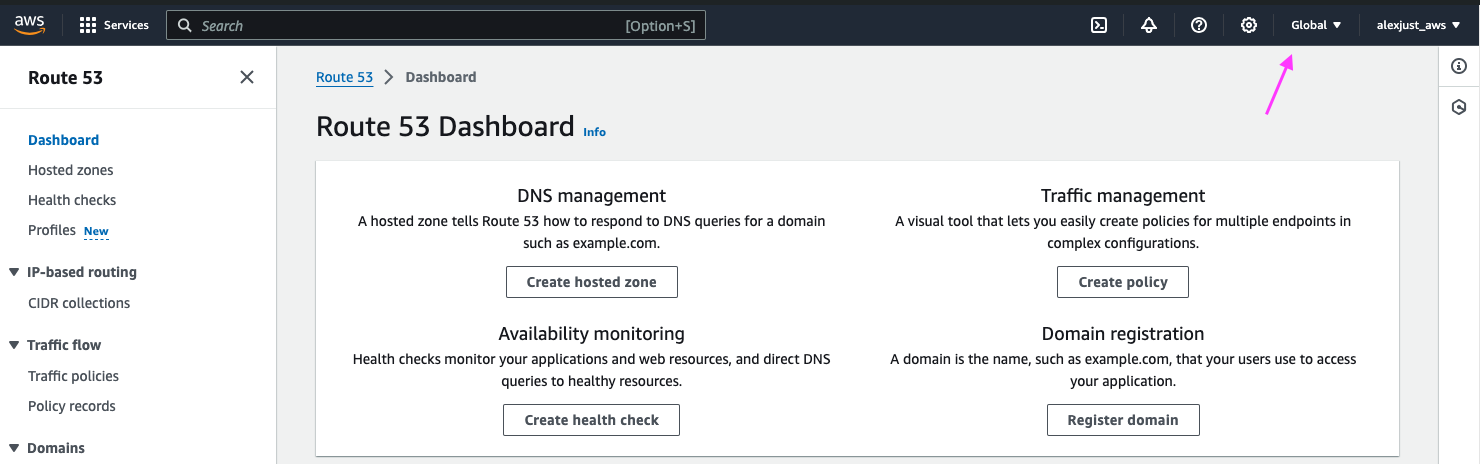 aws
Services
Search
[Option+S]
Global
alexjust_aws
Route 53
Dashboard
Hosted zones
Health checks
Profiles New
IP-based routing
CIDR collections
Traffic flow
Traffic policies
Policy records
Domains
Route 53 > Dashboard
Route 53 Dashboard Info
DNS management
A hosted zone tells Route 53 how to respond to DNS queries for a domain
such as example.com.
Create hosted zone
Traffic management
A visual tool that lets you easily create policies for multiple endpoints in
complex configurations.
Create policy
Availability monitoring
Health checks monitor your applications and web resources, and direct DNS
queries to healthy resources.
Create health check
Domain registration
A domain is the name, such as example.com, that your users use to access
your application.
Register domain